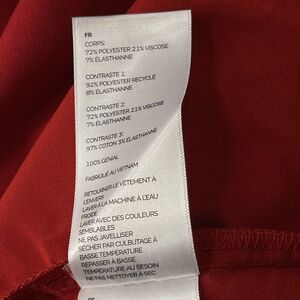 FR
CORPS:
72% POLYESTER 21% VISCOSE
7% ÉLASTHANNE
CONTRASTE 1:
92% POLYESTER RECYCLÉ
8% ÉLASTHANNE
CONTRASTE 2:
72% POLYESTER 21% VISCOSE
7% ÉLASTHANNE
CONTRASTE 3:
97% COTON 3% ÉLASTHANNE
100% GÉNIAL
FABRIQUÉ AU VIETNAM
RETOURNER LE VÊTEMENT À
L'ENVERS
LAVER À LA MACHINE À L'EAU
FROIDE
LAVER AVEC DES COULEURS
SEMBLABLES
NE PAS JAVELLISER
SÉCHER PAR CULBUTAGE À
BASSE TEMPÉRATURE
REPASSER À BASSE
TEMPÉRATURE AU BESOIN
NE PAS NETTOYER À SEC